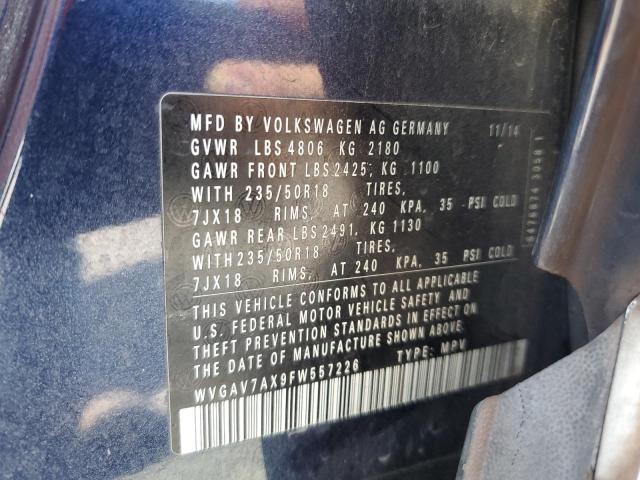 MFD BY VOLKSWAGEN AG GERMANY 11/14
GVWR LBS 4806 KG 2180
GAWR FRONT LBS 2425, KG 1100
WITH 235/50R18 TIRES,
7JX18 RIMS, AT 240 KPA, 35 PSI COLD
GAWR REAR LBS 2491, KG 1130
WITH 235/50R18 TIRES,
7JX18 RIMS, AT 240 KPA, 35 PSI COLD
THIS VEHICLE CONFORMS TO ALL APPLICABLE
U.S. FEDERAL MOTOR VEHICLE SAFETY AND
THEFT PREVENTION STANDARDS IN EFFECT ON
THE DATE OF MANUFACTURE SHOWN ABOVE.
WVGAV7AX9FW557226 TYPE: MPV